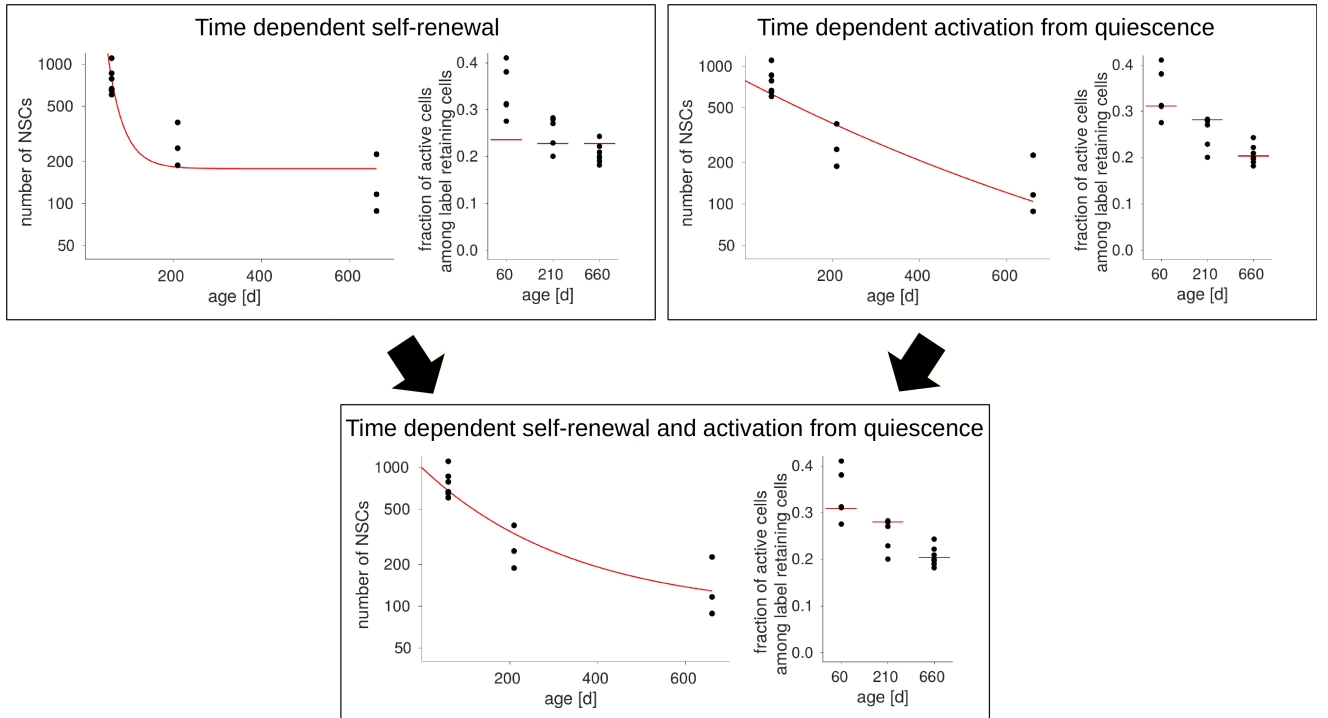 Time dependent self-renewal
number of NSCs
1000
500
200
100
50
200
400
600
age [d]
fraction of active cells
among label retaining cells
0.4
0.3
0.2
0.1
0.0
60
210
660
age [d]
Time dependent activation from quiescence
number of NSCs
1000
500
200
100
50
200
400
600
age [d]
fraction of active cells
among label retaining cells
0.4
0.3
0.2
0.1
0.0
60
210
660
age [d]
Time dependent self-renewal and activation from quiescence
number of NSCs
1000
500
200
100
50
200
400
600
age [d]
fraction of active cells
among label retaining cells
0.4
0.3
0.2
0.1
0.0
60
210
660
age [d]